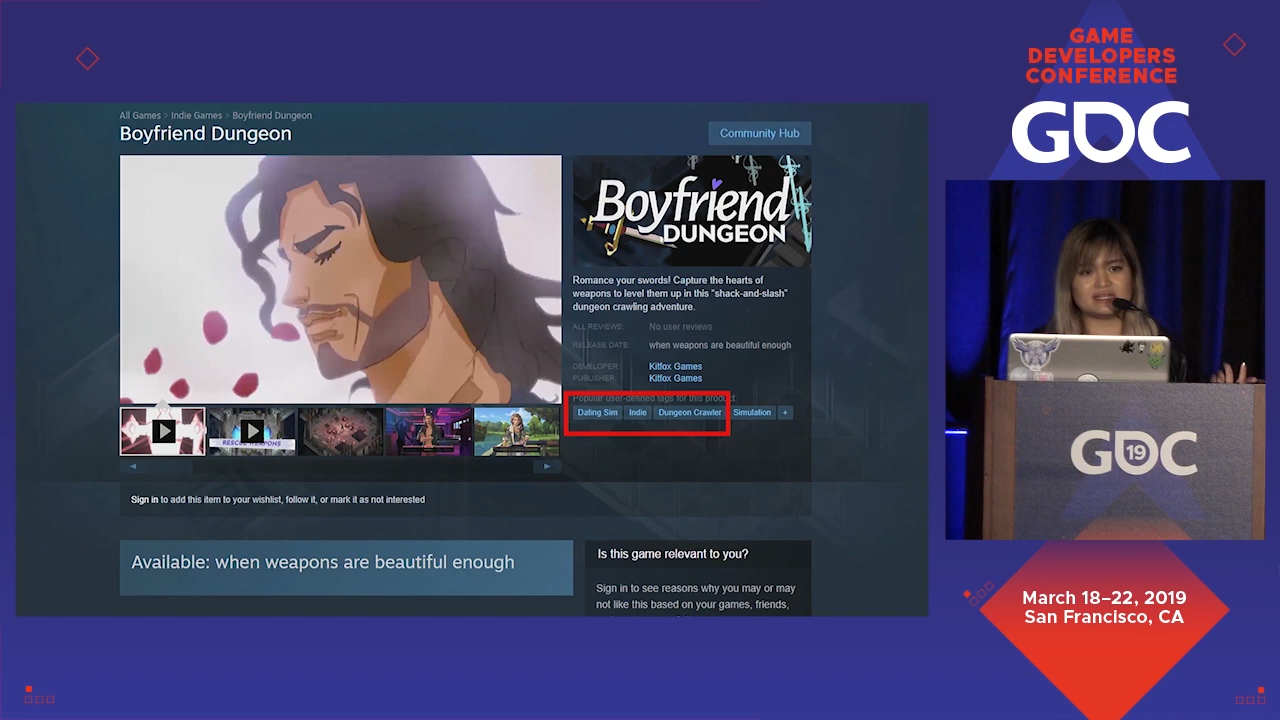 GAME
DEVELOPERS
CONFERENCE
GDC
All Games > Indie Games > Boyfriend Dungeon
Boyfriend Dungeon
Community Hub
Boyfriend
DUNGEON
Romance your swords! Capture the hearts of
weapons to level them up in this "shack-and-slash"
dungeon crawling adventure.
ALL REVIEWS: No user reviews
RELEASE DATE: when weapons are beautiful enough
DEVELOPER: Kitfox Games
PUBLISHER: Kitfox Games
Popular user-defined tags for this product:
Dating Sim Indie Dungeon Crawler Simulation +
RESCUE WEAPONS
Sign in to add this item to your wishlist, follow it, or mark it as not interested
Available: when weapons are beautiful enough
Is this game relevant to you?
Sign in to see reasons why you may or may
not like this based on your games, friends,
GDC
19
March 18–22, 2019
San Francisco, CA